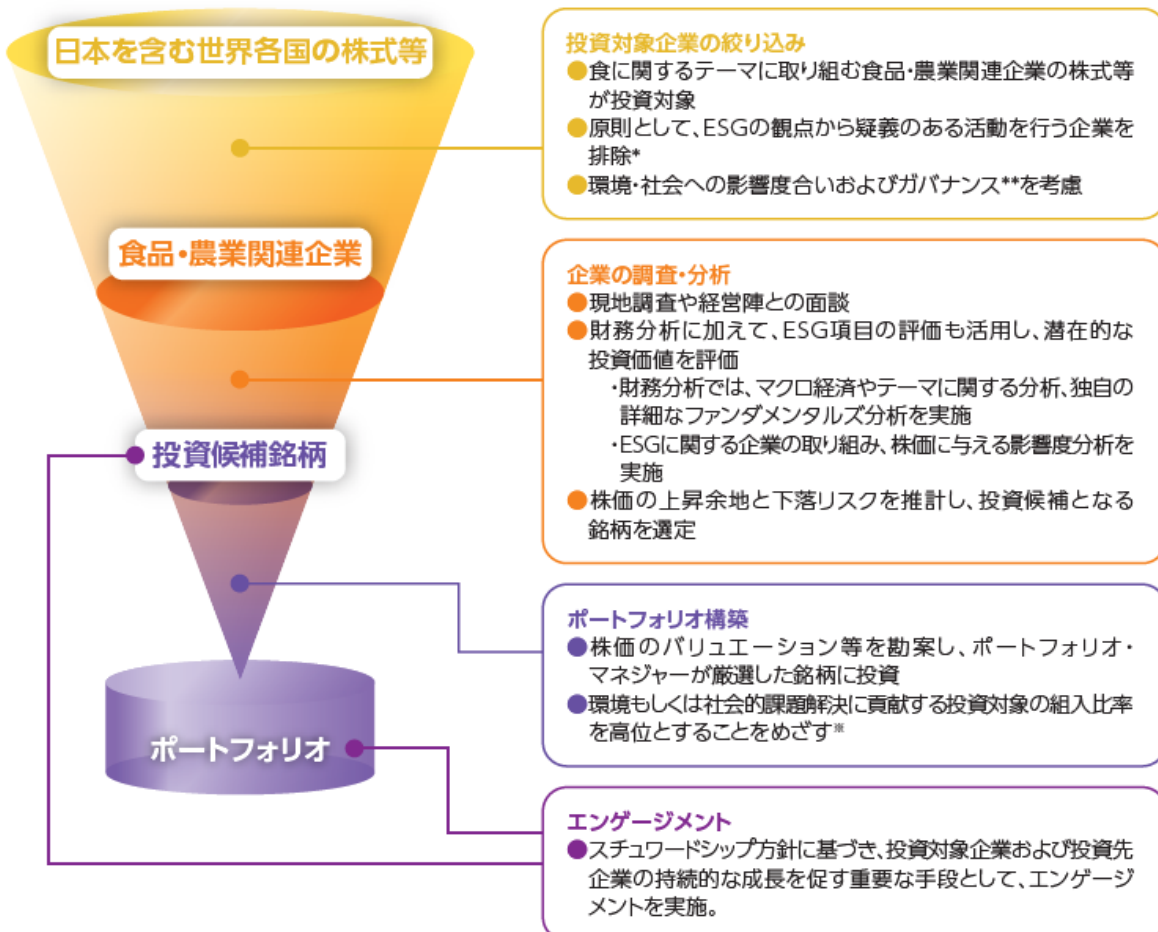 日本を含む世界各国の株式等
食品・農業関連企業
投資候補銘柄
ポートフォリオ
投資対象企業の絞り込み
●食に関するテーマに取り組む食品・農業関連企業の株式等
が投資対象
●原則として、ESGの観点から疑義のある活動を行う企業を
排除*
●環境・社会への影響度合いおよびガバナンス**を考慮
企業の調査・分析
●現地調査や経営陣との面談
●財務分析に加えて、ESG項目の評価も活用し、潜在的な
投資価値を評価
・財務分析では、マクロ経済やテーマに関する分析、独自の
詳細なファンダメンタルズ分析を実施
・ESGに関する企業の取り組み、株価に与える影響度分析を
実施
●株価の上昇余地と下落リスクを推計し、投資候補となる
銘柄を選定
ポートフォリオ構築
●株価のバリュエーション等を勘案し、ポートフォリオ・
マネジャーが厳選した銘柄に投資
●環境もしくは社会的課題解決に貢献する投資対象の組入比率
を高位とすることをめざす※
エンゲージメント
●スチュワードシップ方針に基づき、投資対象企業および投資先
企業の持続的な成長を促す重要な手段として、エンゲージ
メントを実施。